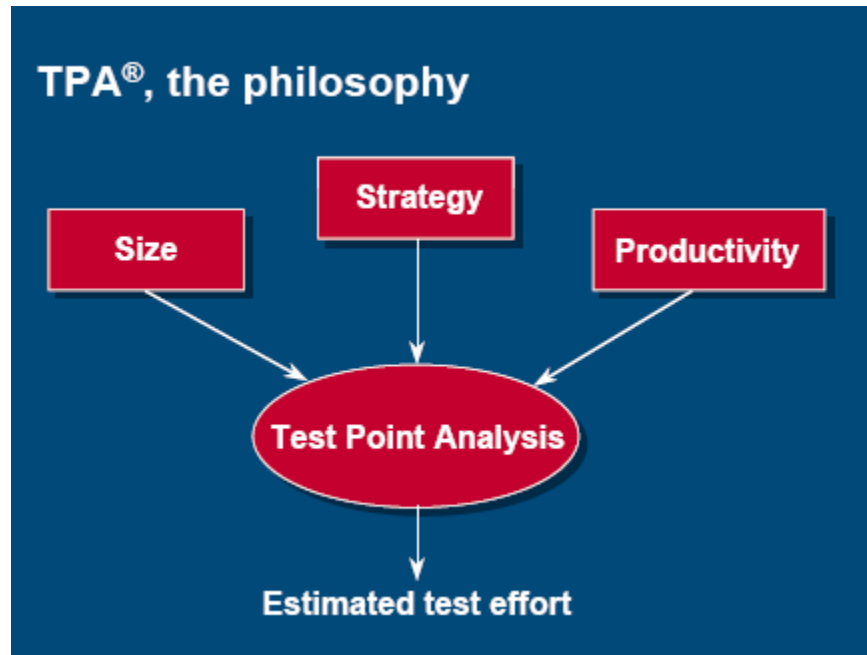 TPA®, the philosophy
Strategy
Size
Productivity
Test Point Analysis
Estimated test effort